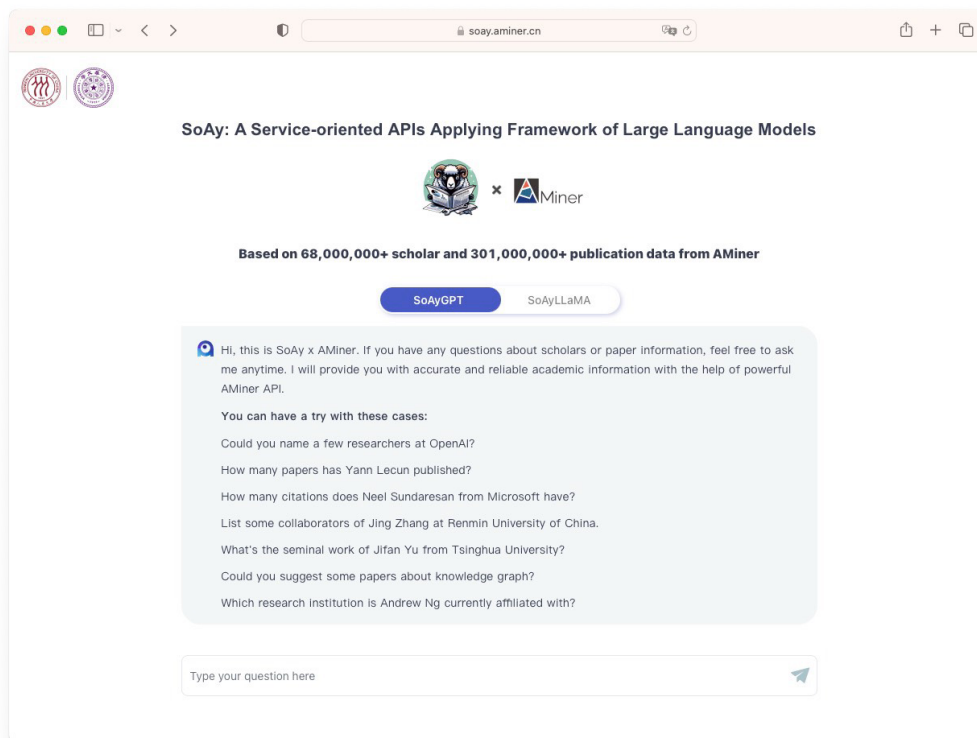 soay.aminer.cn
SoAy: A Service-oriented APIs Applying Framework of Large Language Models
× AMiner
Based on 68,000,000+ scholar and 301,000,000+ publication data from AMiner
SoAyGPT SoAyLLaMA
Hi, this is SoAy x AMiner. If you have any questions about scholars or paper information, feel free to ask
me anytime. I will provide you with accurate and reliable academic information with the help of powerful
AMiner API.
You can have a try with these cases:
Could you name a few researchers at OpenAI?
How many papers has Yann Lecun published?
How many citations does Neel Sundaresan from Microsoft have?
List some collaborators of Jing Zhang at Renmin University of China.
What's the seminal work of Jifan Yu from Tsinghua University?
Could you suggest some papers about knowledge graph?
Which research institution is Andrew Ng currently affiliated with?
Type your question here